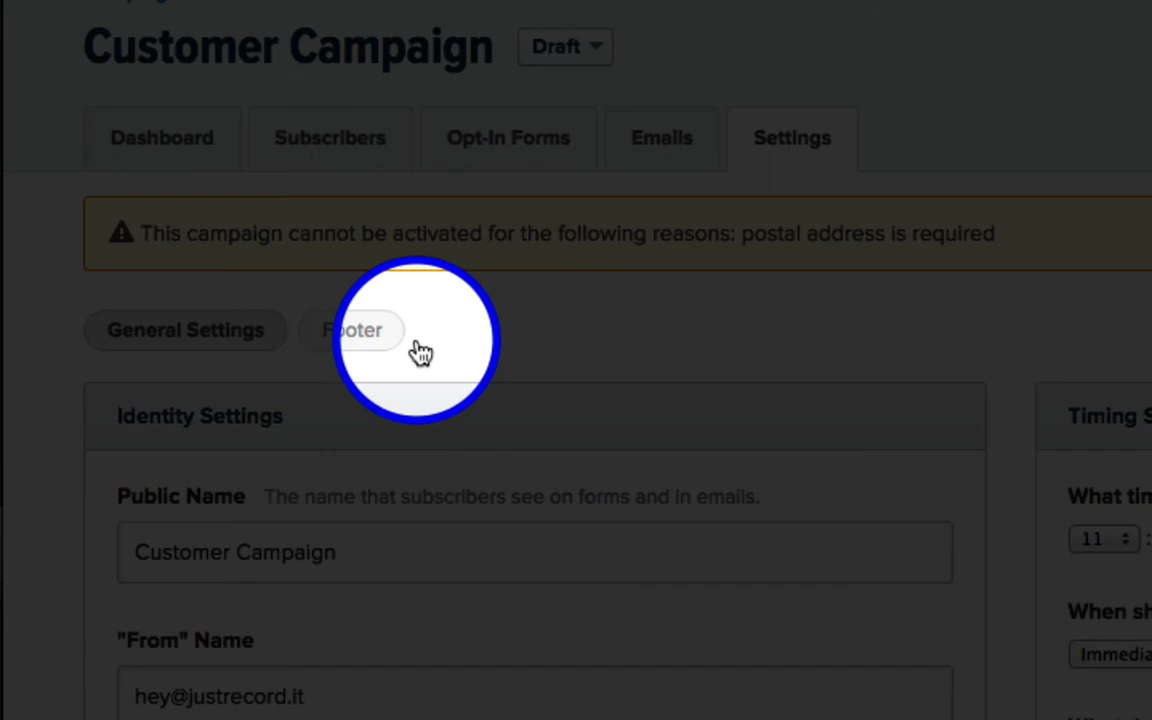 Customer Campaign
Draft
Dashboard
Subscribers
Opt-In Forms
Emails
Settings
This campaign cannot be activated for the following reasons: postal address is required
General Settings
Footer
Identity Settings
Timing S
Public Name
The name that subscribers see on forms and in emails.
What tim
Customer Campaign
11 :
"From" Name
When sh
hey@justrecord.it
Immedia